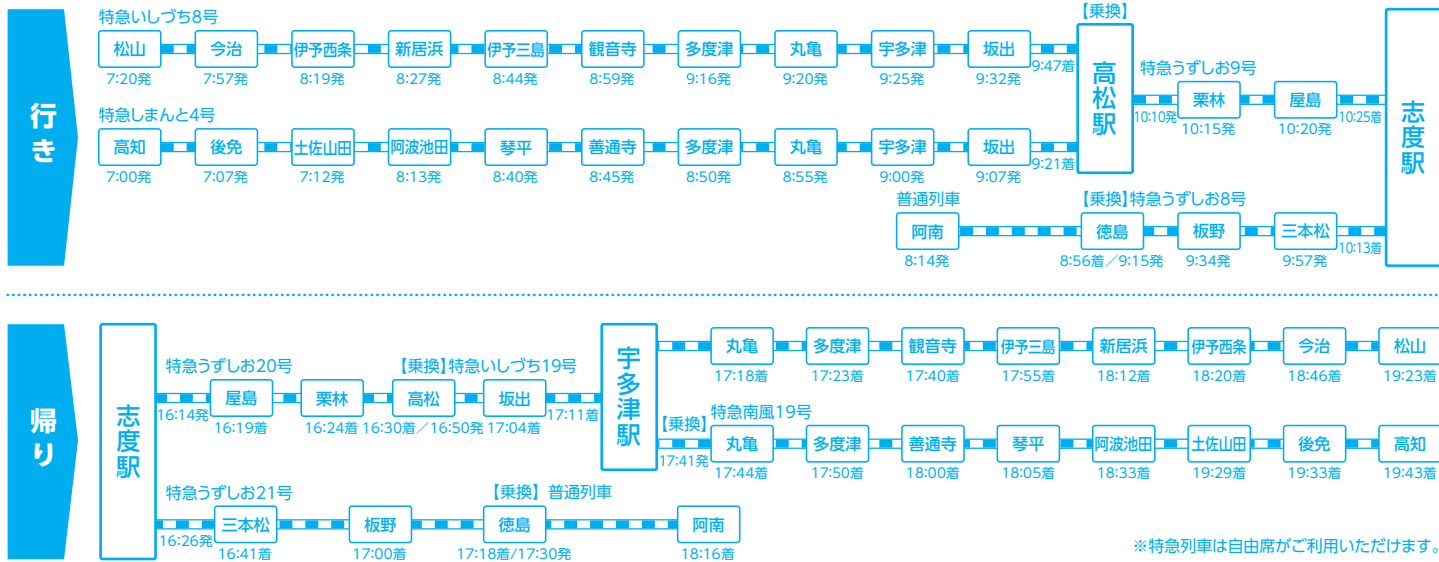 行き
特急いしづち8号
【乗換】
松山 今治 伊予西条 新居浜 伊予三島 観音寺 多度津 丸亀 宇多津 坂出
7:20発 7:57発 8:19発 8:27発 8:44発 8:59発 9:16発 9:20発 9:25発 9:32発 9:47着
高松駅
特急うずしお9号
栗林 屋島
10:10発 10:15発 10:20発 10:25着
志度駅
特急しまんと4号
高知 後免 土佐山田 阿波池田 琴平 善通寺 多度津 丸亀 宇多津 坂出
7:00発 7:07発 7:12発 8:13発 8:40発 8:45発 8:50発 8:55発 9:00発 9:07発 9:21着
普通列車 【乗換】特急うずしお8号
阿南 徳島 板野 三本松
8:14発 8:56着/9:15発 9:34発 9:57発 10:13着
帰り
志度駅
特急うずしお20号 【乗換】特急いしづち19号
屋島 栗林 高松 坂出
16:14発 16:19着 16:24着 16:30着/16:50発 17:04着 17:11着
宇多津駅
丸亀 多度津 観音寺 伊予三島 新居浜 伊予西条 今治 松山
17:18着 17:23着 17:40着 17:55着 18:12着 18:20着 18:46着 19:23着
【乗換】 特急南風19号
丸亀 多度津 善通寺 琴平 阿波池田 土佐山田 後免 高知
17:41発 17:44着 17:50着 18:00着 18:05着 18:33着 19:29着 19:33着 19:43着
特急うずしお21号 【乗換】 普通列車
三本松 板野 徳島 阿南
16:26発 16:41着 17:00着 17:18着/17:30発 18:16着
※特急列車は自由席がご利用いただけます。